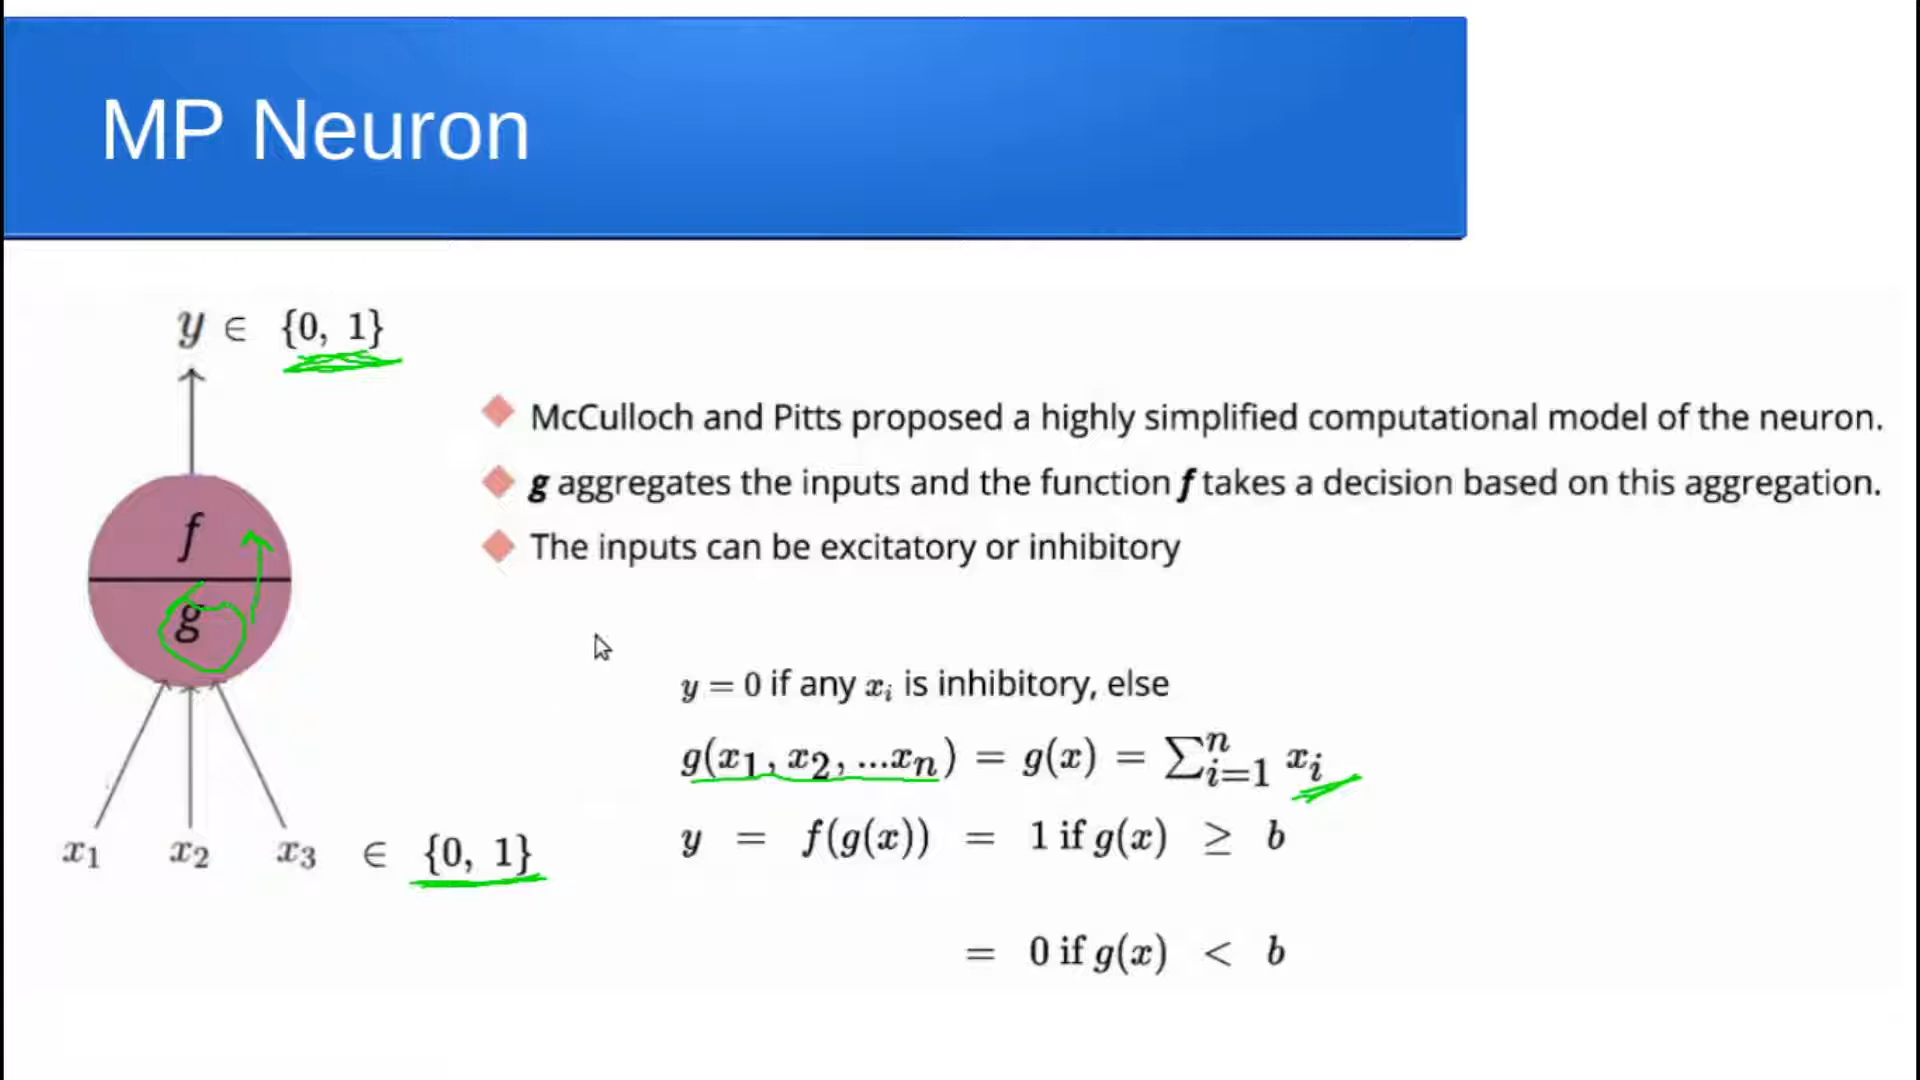 MP Neuron
y ∈ {0, 1}
McCulloch and Pitts proposed a highly simplified computational model of the neuron.
g aggregates the inputs and the function f takes a decision based on this aggregation.
The inputs can be excitatory or inhibitory
f
g
x₁ x₂ x₃ ∈ {0, 1}
y = 0 if any xᵢ is inhibitory, else
g(x₁, x₂, ...xₙ) = g(x) = ∑ⁿᵢ₌₁ xᵢ
y = f(g(x)) = 1 if g(x) ≥ b
= 0 if g(x) < b